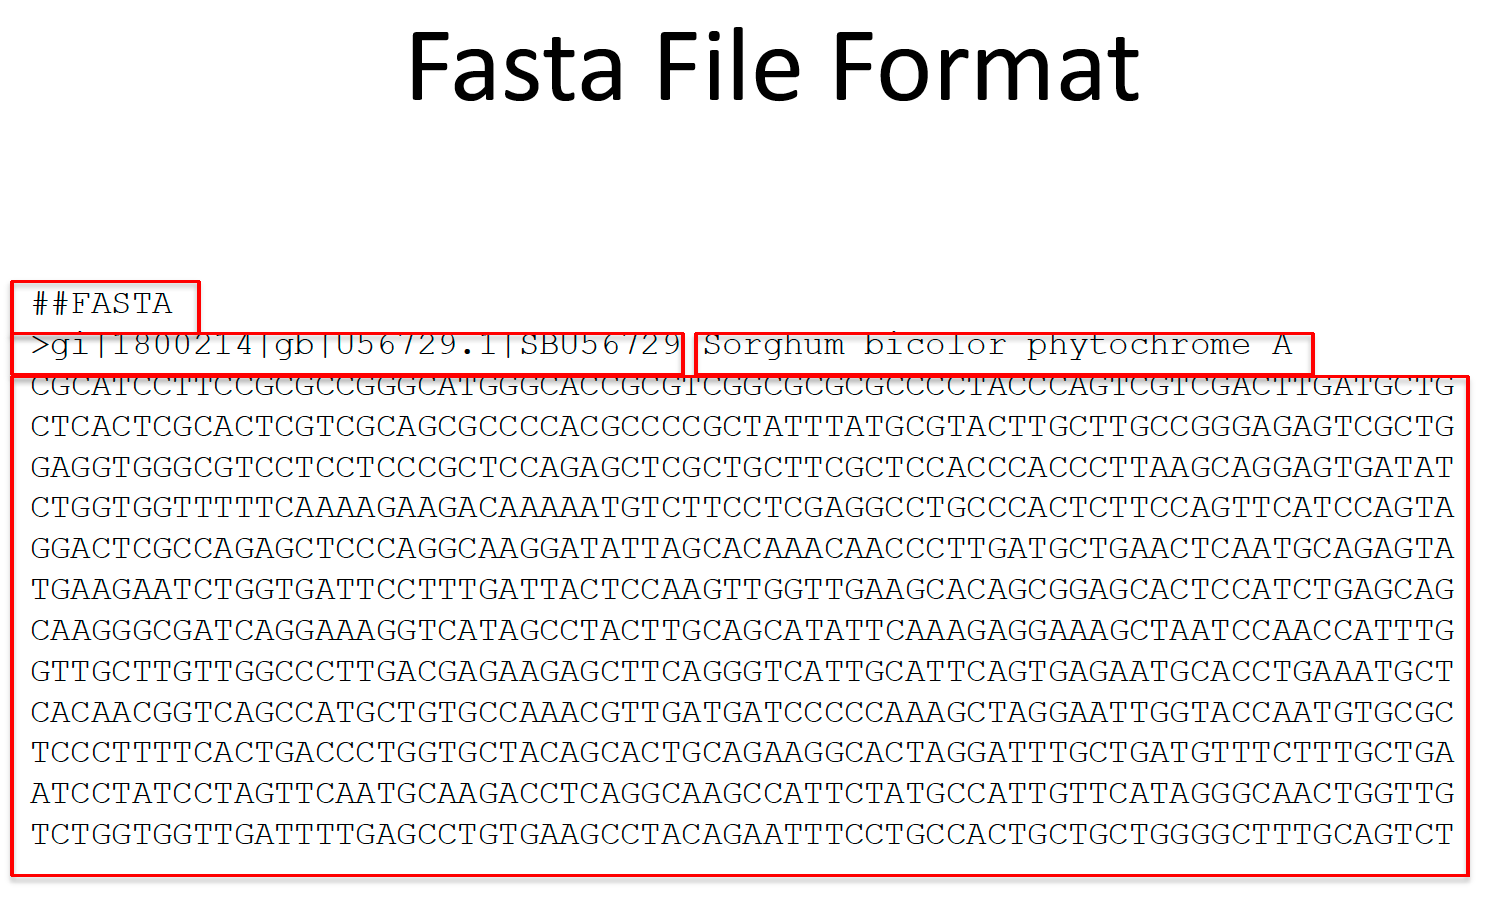 Fasta File Format
##FASTA
>gi|1800214|gb|U56729.1|SBU56729 Sorghum bicolor phytochrome A
CGCATCCTTCCGCGCCGGGCATGGGCACCGCGTCGGCGCGCGCCCCTACCCAGTCGTCGACTTGATGCTG
CTCACTCGCACTCGTCGCAGCGCCCCACGCCCCGCTATTTATGCGTACTTGCTTGCCGGGAGAGTCGCTG
GAGGTGGGCGTCCTCCTCCCGCTCCAGAGCTCGCTGCTTCGCTCCACCCACCCTTAAGCAGGAGTGATAT
CTGGTGGTTTTTCAAAAGAAGACAAAAATGTCTTCCTCGAGGCCTGCCCACTCTTCCAGTTCATCCAGTA
GGACTCGCCAGAGCTCCCAGGCAAGGATATTAGCACAAACAACCCTTGATGCTGAACTCAATGCAGAGTA
TGAAGAATCTGGTGATTCCTTTGATTACTCCAAGTTGGTTGAAGCACAGCGGAGCACTCCATCTGAGCAG
CAAGGGCGATCAGGAAAGGTCATAGCCTACTTGCAGCATATTCAAAGAGGAAAGCTAATCCAACCATTTG
GTTGCTTGTTGGCCCTTGACGAGAAGAGCTTCAGGGTCATTGCATTCAGTGAGAATGCACCTGAAATGCT
CACAACGGTCAGCCATGCTGTGCCAAACGTTGATGATCCCCCAAAGCTAGGAATTGGTACCAATGTGCGC
TCCCTTTTCACTGACCCTGGTGCTACAGCACTGCAGAAGGCACTAGGATTTGCTGATGTTTCTTTGCTGA
ATCCTATCCTAGTTCAATGCAAGACCTCAGGCAAGCCATTCTATGCCATTGTTCATAGGGCAACTGGTTG
TCTGGTGGTTGATTTTGAGCCTGTGAAGCCTACAGAATTTCCTGCCACTGCTGCTGGGGCTTTGCAGTCT